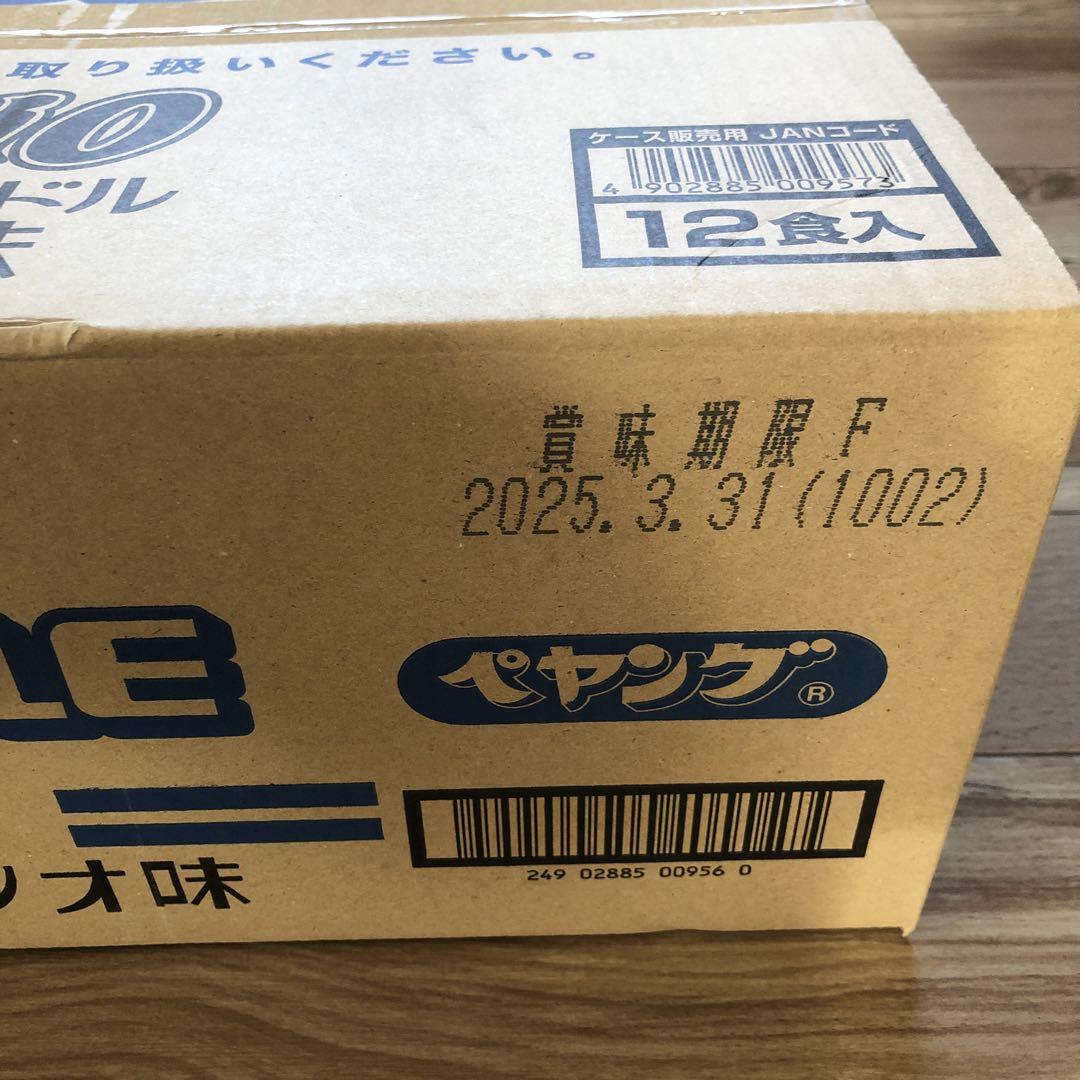 取り扱いください。
ドル
ケース販売用 JANコード
4 902885 009573
12食入
賞味期限 F
2025.3.31(1002)
LE
ペヤング®
249 02885 00956 0
オ味